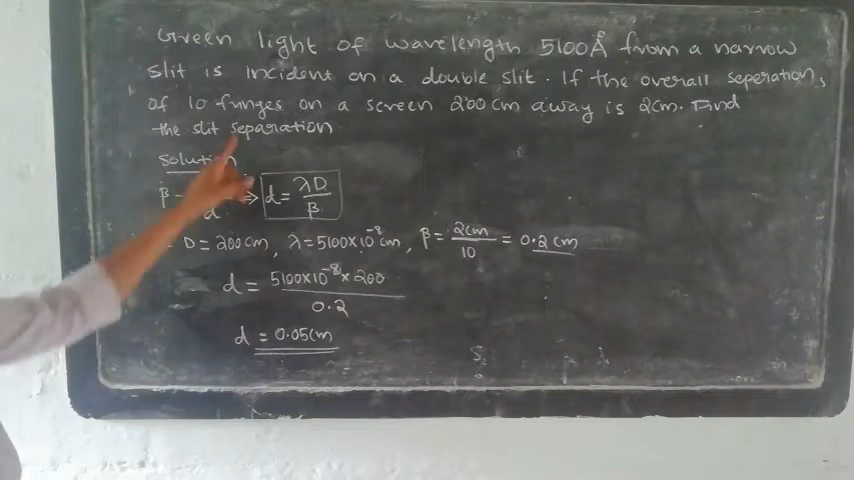 Green light of wavelength 5100Å from a narrow
slit is incident on a double slit. If the overall seperation,
of 10 fringes on a screen 200 cm away is 2cm. Find
the slit separation
Solution
β = d ⇒ d = λD/β
D = 200 cm, λ = 5100×10⁻⁸ cm, β = 2cm/10 = 0.2 cm
d = 5100×10⁻⁸ × 200 / 0.2
d = 0.05cm